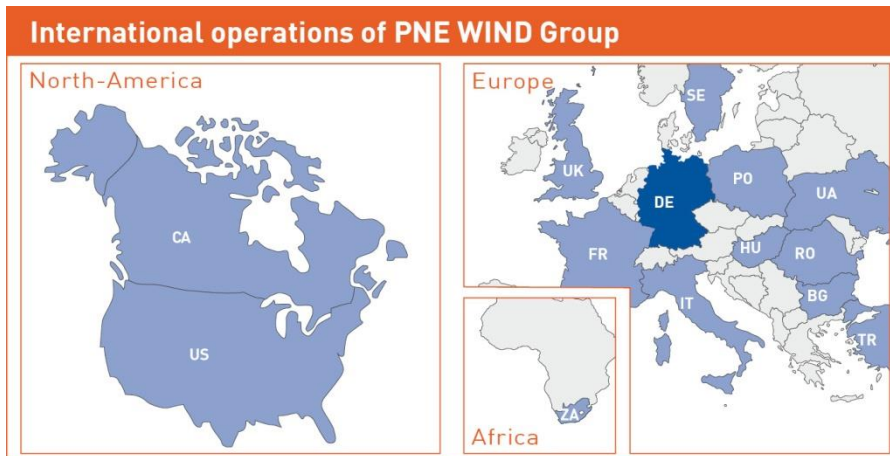 International operations of PNE WIND Group
North-America
CA
US
Europe
SE
UK
PO
DE
UA
FR
HU
RO
IT
BG
TR
Africa
ZA